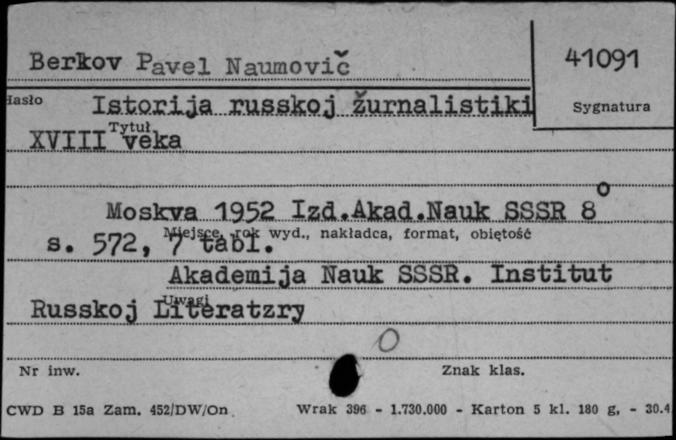 Berkov Pavel Naumovič
41091
Hasło
Sygnatura
Istorija russkoj žurnalistiki
Tytuł
XVIII veka
Moskva 1952 Izd.Akad.Nauk SSSR 8°
Miejsce, rok wyd., nakładca, format, objętość
s. 572, 7 tabl.
Akademija Nauk SSSR. Institut
Uwagi
Russkoj Literatzry
O
Nr inw.
Znak klas.
CWD B 15a Zam. 452/DW/On. Wrak 396 - 1.730.000 - Karton 5 kl. 180 g, - 30.4